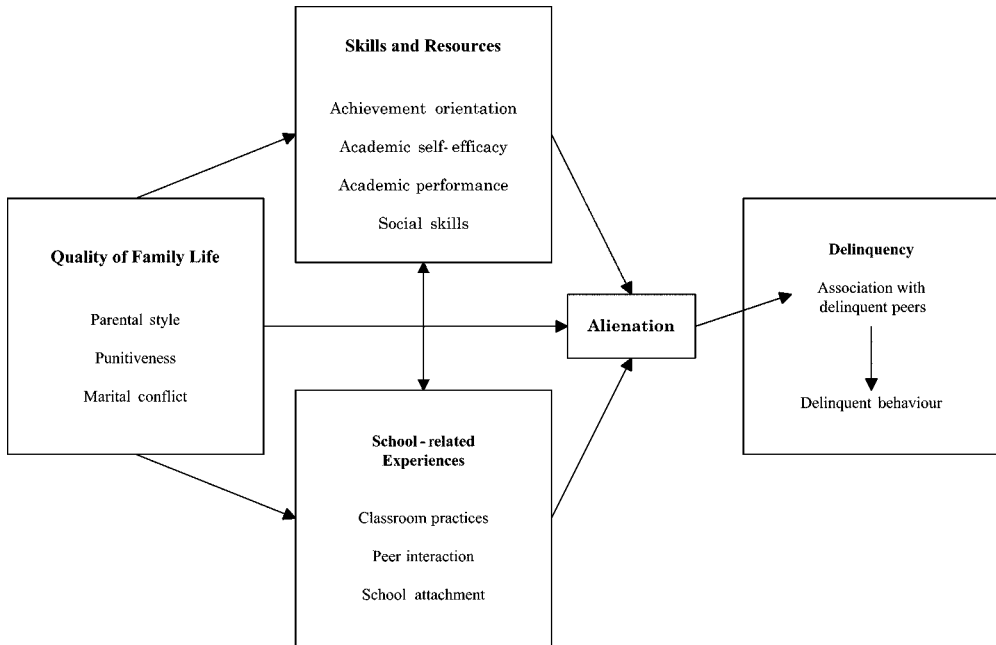 Skills and Resources
Achievement orientation
Academic self-efficacy
Academic performance
Social skills
Quality of Family Life
Parental style
Punitiveness
Marital conflict
School-related
Experiences
Classroom practices
Peer interaction
School attachment
Alienation
Delinquency
Association with
delinquent peers
Delinquent behaviour